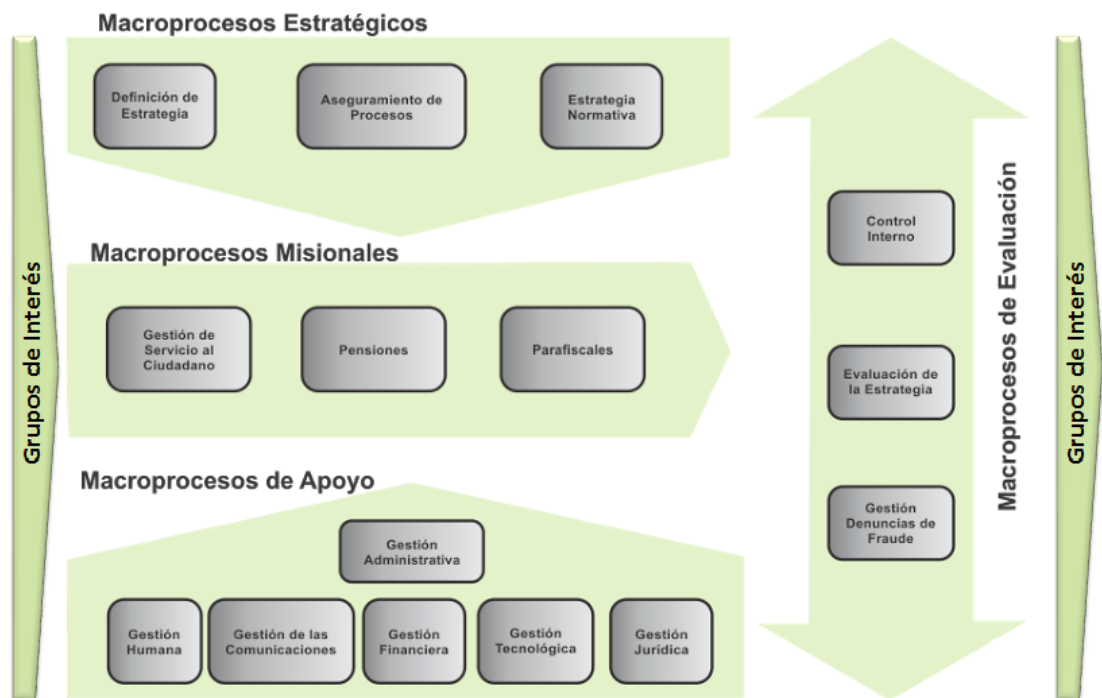 Grupos de Interés
Macroprocesos Estratégicos
Definición de
Estrategia
Aseguramiento de
Procesos
Estrategia
Normativa
Macroprocesos Misionales
Gestión de
Servicio al
Ciudadano
Pensiones
Parafiscales
Macroprocesos de Apoyo
Gestión
Administrativa
Gestión
Humana
Gestión de las
Comunicaciones
Gestión
Financiera
Gestión
Tecnológica
Gestión
Jurídica
Control
Interno
Evaluación de
la Estrategia
Gestión
Denuncias de
Fraude
Macroprocesos de Evaluación
Grupos de Interés